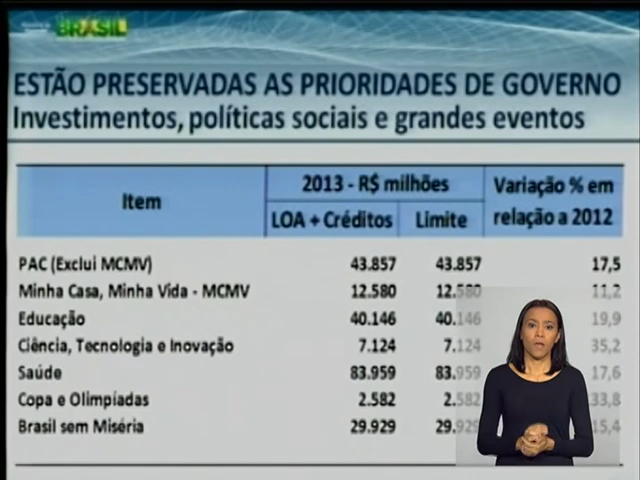 BRASIL
ESTÃO PRESERVADAS AS PRIORIDADES DE GOVERNO
Investimentos, políticas sociais e grandes eventos
Item 2013 - R$ milhões Variação % em relação a 2012
LOA + Créditos Limite
PAC (Exclui MCMV) 43.857 43.857 17,5
Minha Casa, Minha Vida - MCMV 12.580 12.580 11,2
Educação 40.146 40.146 19,9
Ciência, Tecnologia e Inovação 7.124 7.124 35,2
Saúde 83.959 83.959 17,6
Copa e Olimpíadas 2.582 2.582 33,8
Brasil sem Miséria 29.929 29.929 15,4